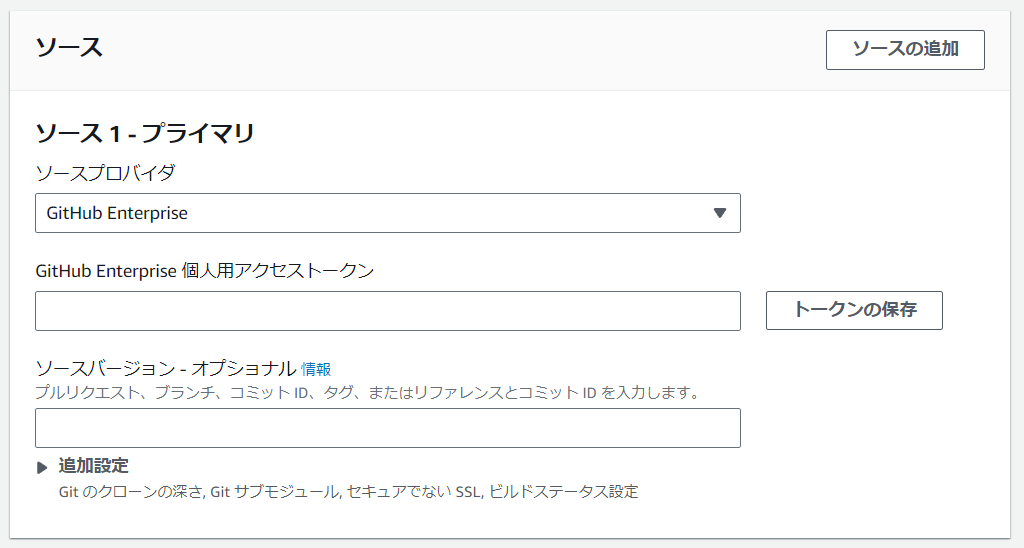 ソース
ソースの追加
ソース 1 - プライマリ
ソースプロバイダ
GitHub Enterprise
GitHub Enterprise 個人用アクセストークン
トークンの保存
ソースバージョン - オプショナル 情報
プルリクエスト、ブランチ、コミット ID、タグ、またはリファレンスとコミット ID を入力します。
追加設定
Git のクローンの深さ, Git サブモジュール, セキュアでない SSL, ビルドステータス設定